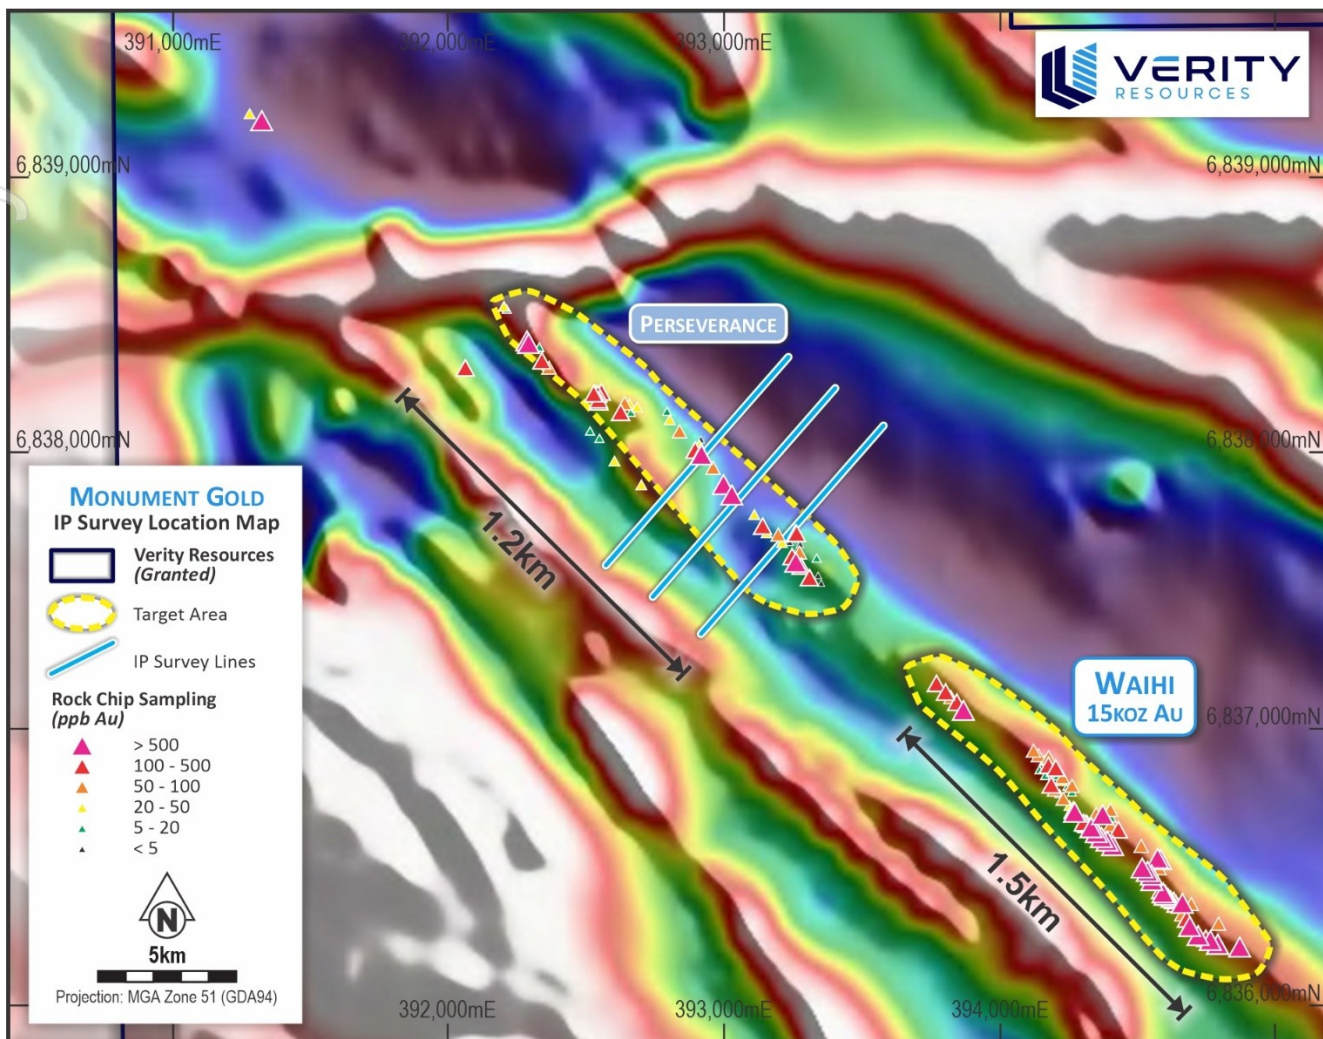 391,000mE
392,000mE
393,000mE
VERITY
RESOURCES
6,839,000mN
6,839,000mN
PERSEVERANCE
6,838,000mN
6,838,000mN
MONUMENT GOLD
IP Survey Location Map
Verity Resources
(Granted)
Target Area
IP Survey Lines
Rock Chip Sampling
(ppb Au)
> 500
100 - 500
50 - 100
20 - 50
5 - 20
< 5
N
5km
Projection: MGA Zone 51 (GDA94)
1.2km
WAIHI
15KOZ AU
6,837,000mN
1.5km
6,836,000mN
392,000mE
393,000mE
394,000mE